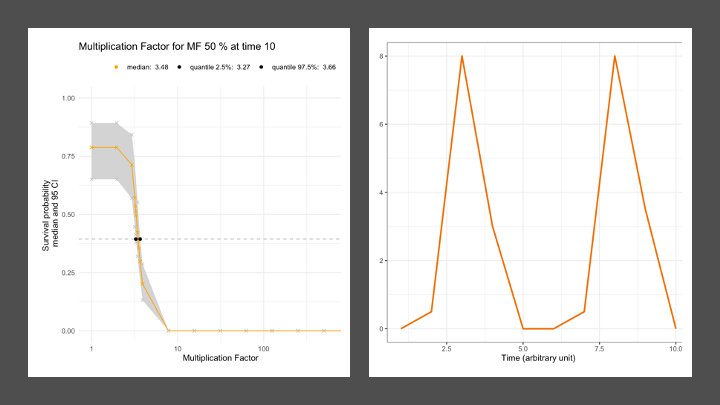 Multiplication Factor for MF 50 % at time 10
median: 3.48 quantile 2.5%: 3.27 quantile 97.5%: 3.66
1.00
0.75
0.50
0.25
0.00
Survival probability
median and 95 CI
1 10 100
Multiplication Factor
8
6
4
2
0
2.5 5.0 7.5 10.0
Time (arbitrary unit)